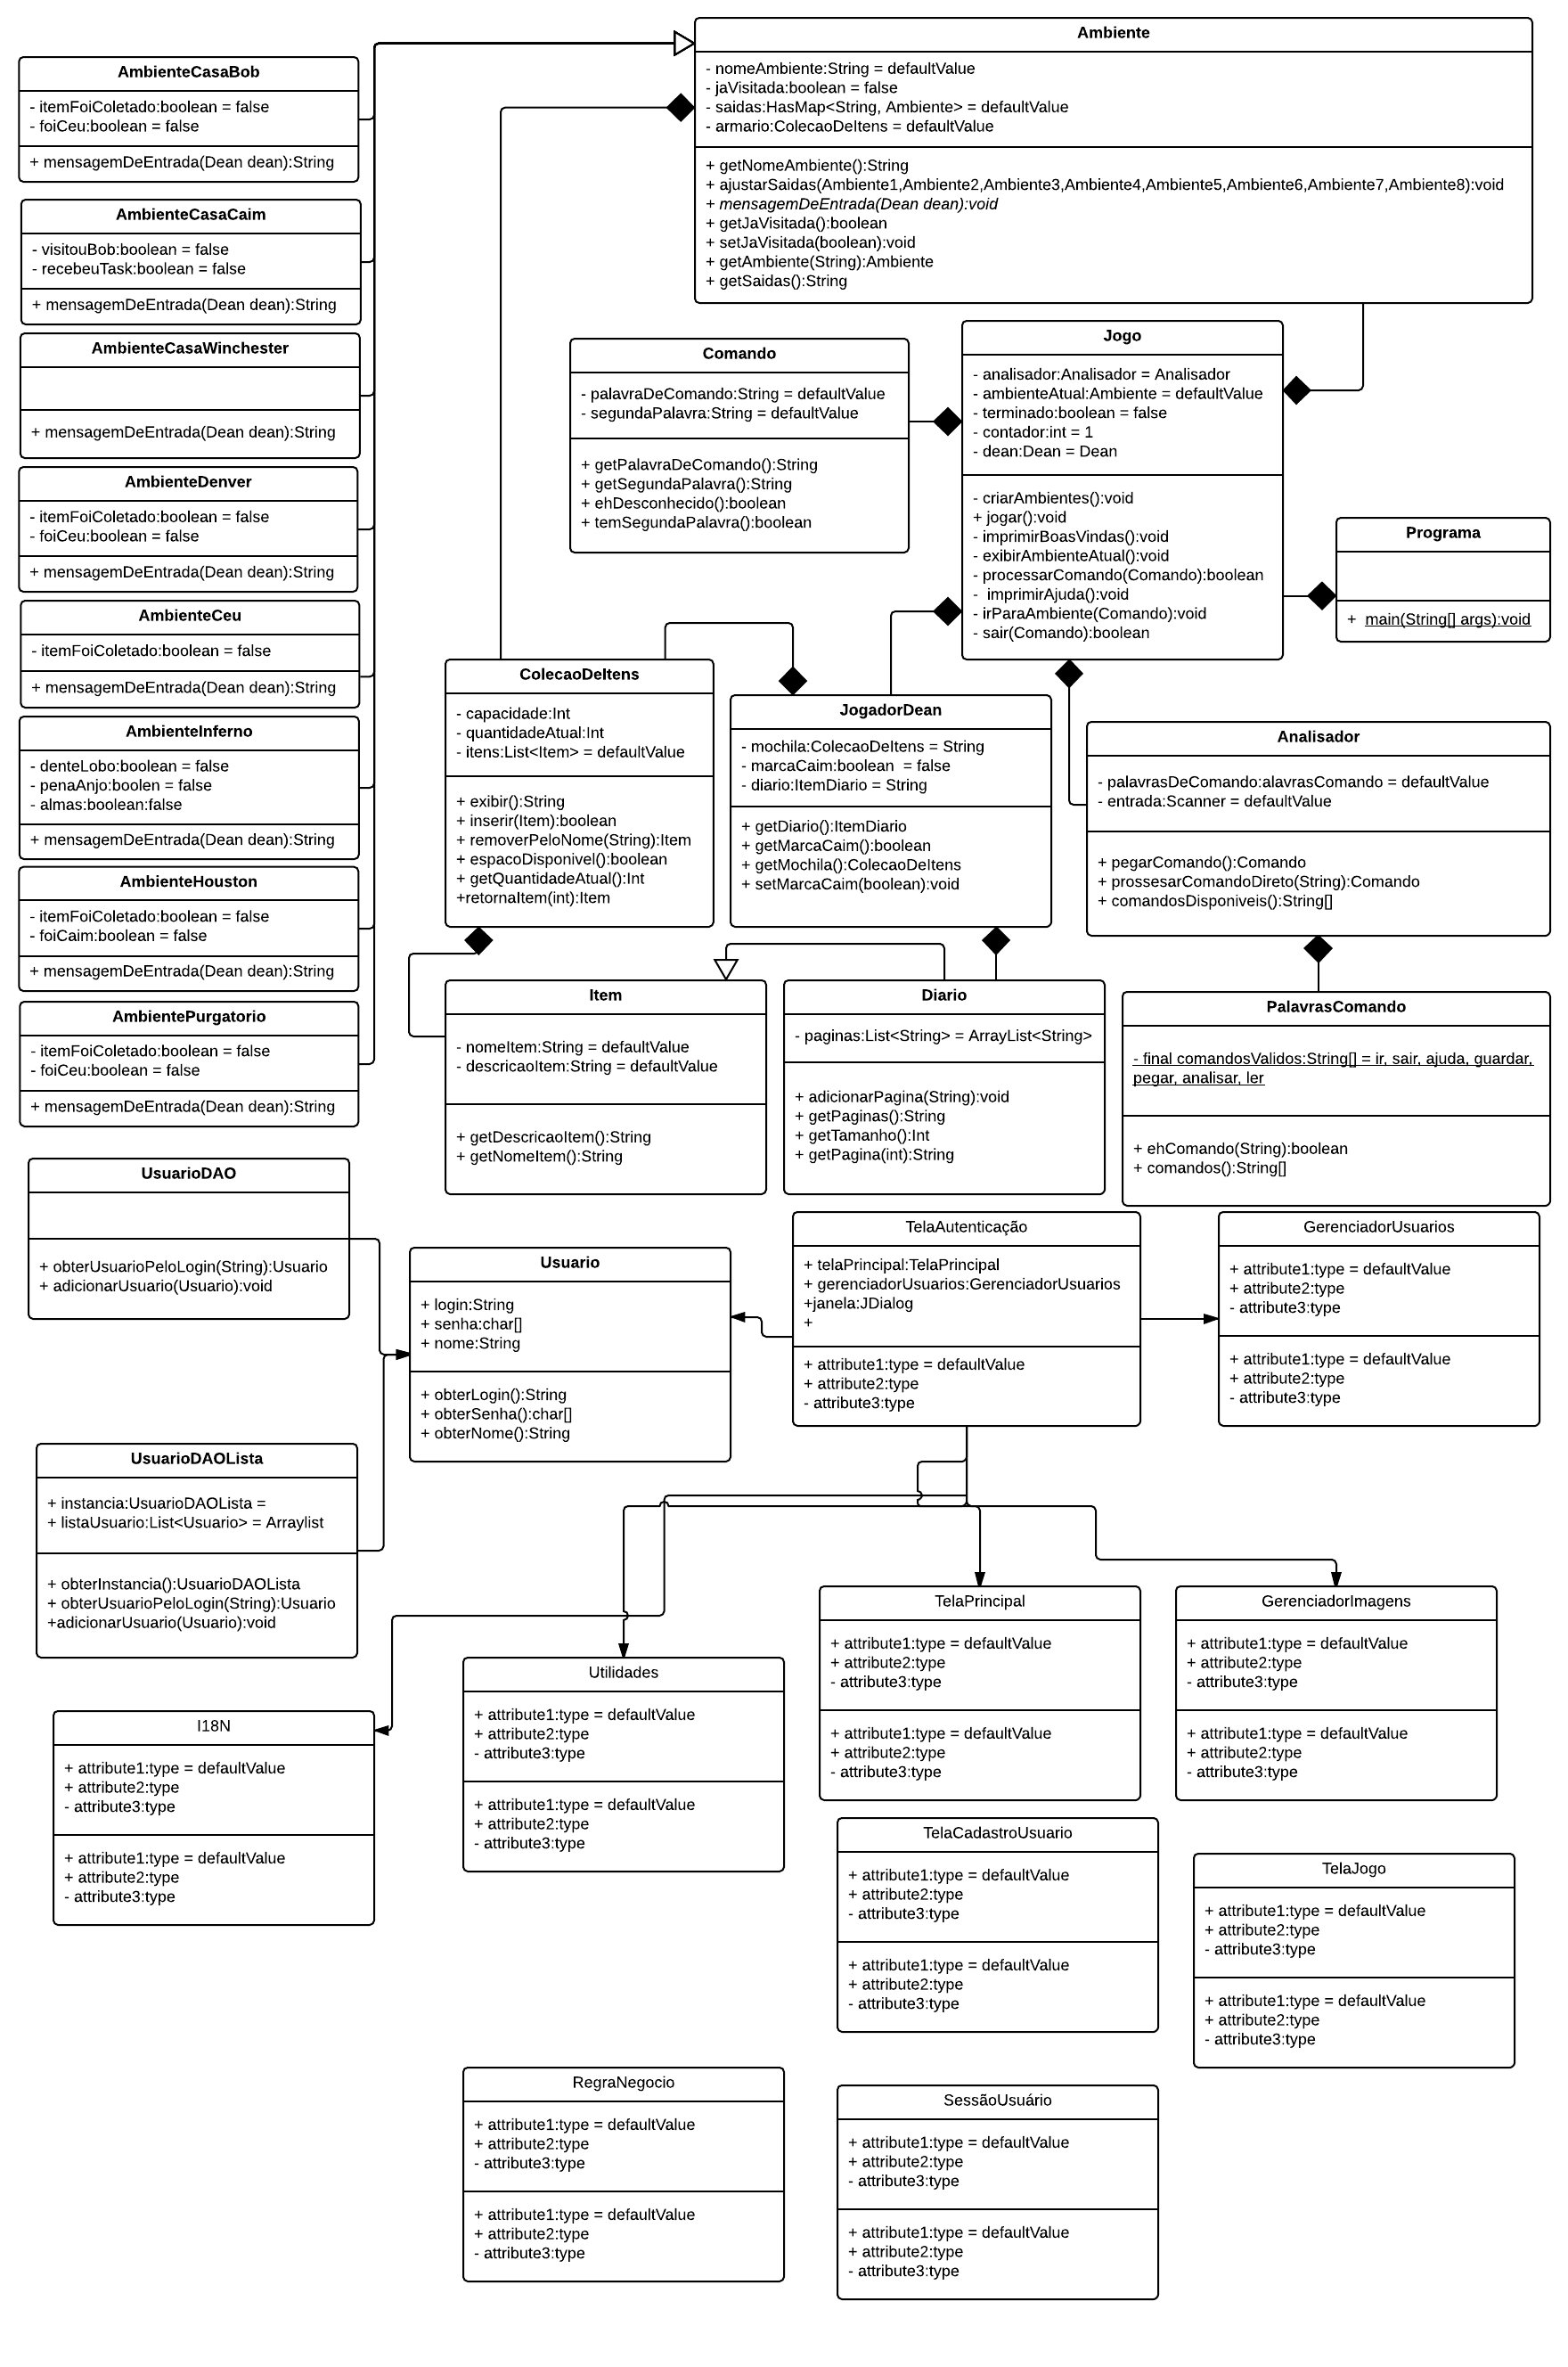 Ambiente
- nomeAmbiente:String = defaultValue
- jaVisitada:boolean = false
- saidas:HasMap<String, Ambiente> = defaultValue
- armario:ColecaoDeItens = defaultValue
+ getNomeAmbiente():String
+ ajustarSaidas(Ambiente1,Ambiente2,Ambiente3,Ambiente4,Ambiente5,Ambiente6,Ambiente7,Ambiente8):void
+ mensagemDeEntrada(Dean dean):void
+ getJaVisitada():boolean
+ setJaVisitada(boolean):void
+ getAmbiente(String):Ambiente
+ getSaidas():String
AmbienteCasaBob
- itemFoiColetado:boolean = false
- foiCeu:boolean = false
+ mensagemDeEntrada(Dean dean):String
AmbienteCasaCaim
- visitouBob:boolean = false
- recebeuTask:boolean = false
+ mensagemDeEntrada(Dean dean):String
AmbienteCasaWinchester
+ mensagemDeEntrada(Dean dean):String
AmbienteDenver
- itemFoiColetado:boolean = false
- foiCeu:boolean = false
+ mensagemDeEntrada(Dean dean):String
AmbienteCeu
- itemFoiColetado:boolean = false
+ mensagemDeEntrada(Dean dean):String
AmbienteInferno
- denteLobo:boolean = false
- penaAnjo:boolen = false
- almas:boolean:false
+ mensagemDeEntrada(Dean dean):String
AmbienteHouston
- itemFoiColetado:boolean = false
- foiCaim:boolean = false
+ mensagemDeEntrada(Dean dean):String
AmbientePurgatorio
- itemFoiColetado:boolean = false
- foiCeu:boolean = false
+ mensagemDeEntrada(Dean dean):String
Comando
- palavraDeComando:String = defaultValue
- segundaPalavra:String = defaultValue
+ getPalavraDeComando():String
+ getSegundaPalavra():String
+ ehDesconhecido():boolean
+ temSegundaPalavra():boolean
Jogo
- analisador:Analisador = Analisador
- ambienteAtual:Ambiente = defaultValue
- terminado:boolean = false
- contador:int = 1
- dean:Dean = Dean
- criarAmbientes():void
+ jogar():void
- imprimirBoasVindas():void
- exibirAmbienteAtual():void
- processarComando(Comando):boolean
- imprimirAjuda():void
- irParaAmbiente(Comando):void
- sair(Comando):boolean
Programa
+ main(String[] args):void
ColecaoDeItens
- capacidade:Int
- quantidadeAtual:Int
- itens:List<Item> = defaultValue
+ exibir():String
+ inserir(Item):boolean
+ removerPeloNome(String):Item
+ espacoDisponivel():boolean
+ getQuantidadeAtual():Int
+retornaItem(int):Item
JogadorDean
- mochila:ColecaoDeItens = String
- marcaCaim:boolean  = false
- diario:ItemDiario = String
+ getDiario():ItemDiario
+ getMarcaCaim():boolean
+ getMochila():ColecaoDeItens
+ setMarcaCaim(boolean):void
Analisador
- palavrasDeComando:alavrasComando = defaultValue
- entrada:Scanner = defaultValue
+ pegarComando():Comando
+ prossesarComandoDireto(String):Comando
+ comandosDisponiveis():String[]
Item
- nomeItem:String = defaultValue
- descricaoItem:String = defaultValue
+ getDescricaoItem():String
+ getNomeItem():String
Diario
- paginas:List<String> = ArrayList<String>
+ adicionarPagina(String):void
+ getPaginas():String
+ getTamanho():Int
+ getPagina(int):String
PalavrasComando
- final comandosValidos:String[] = ir, sair, ajuda, guardar,
pegar, analisar, ler
+ ehComando(String):boolean
+ comandos():String[]
UsuarioDAO
+ obterUsuarioPeloLogin(String):Usuario
+ adicionarUsuario(Usuario):void
Usuario
+ login:String
+ senha:char[]
+ nome:String
+ obterLogin():String
+ obterSenha():char[]
+ obterNome():String
TelaAutenticação
+ telaPrincipal:TelaPrincipal
+ gerenciadorUsuarios:GerenciadorUsuarios
+janela:JDialog
+
+ attribute1:type = defaultValue
+ attribute2:type
- attribute3:type
GerenciadorUsuarios
+ attribute1:type = defaultValue
+ attribute2:type
- attribute3:type
+ attribute1:type = defaultValue
+ attribute2:type
- attribute3:type
UsuarioDAOLista
+ instancia:UsuarioDAOLista =
+ listaUsuario:List<Usuario> = Arraylist
+ obterInstancia():UsuarioDAOLista
+ obterUsuarioPeloLogin(String):Usuario
+adicionarUsuario(Usuario):void
TelaPrincipal
+ attribute1:type = defaultValue
+ attribute2:type
- attribute3:type
+ attribute1:type = defaultValue
+ attribute2:type
- attribute3:type
GerenciadorImagens
+ attribute1:type = defaultValue
+ attribute2:type
- attribute3:type
+ attribute1:type = defaultValue
+ attribute2:type
- attribute3:type
Utilidades
+ attribute1:type = defaultValue
+ attribute2:type
- attribute3:type
+ attribute1:type = defaultValue
+ attribute2:type
- attribute3:type
I18N
+ attribute1:type = defaultValue
+ attribute2:type
- attribute3:type
+ attribute1:type = defaultValue
+ attribute2:type
- attribute3:type
TelaCadastroUsuario
+ attribute1:type = defaultValue
+ attribute2:type
- attribute3:type
+ attribute1:type = defaultValue
+ attribute2:type
- attribute3:type
TelaJogo
+ attribute1:type = defaultValue
+ attribute2:type
- attribute3:type
+ attribute1:type = defaultValue
+ attribute2:type
- attribute3:type
RegraNegocio
+ attribute1:type = defaultValue
+ attribute2:type
- attribute3:type
+ attribute1:type = defaultValue
+ attribute2:type
- attribute3:type
SessãoUsuário
+ attribute1:type = defaultValue
+ attribute2:type
- attribute3:type
+ attribute1:type = defaultValue
+ attribute2:type
- attribute3:type